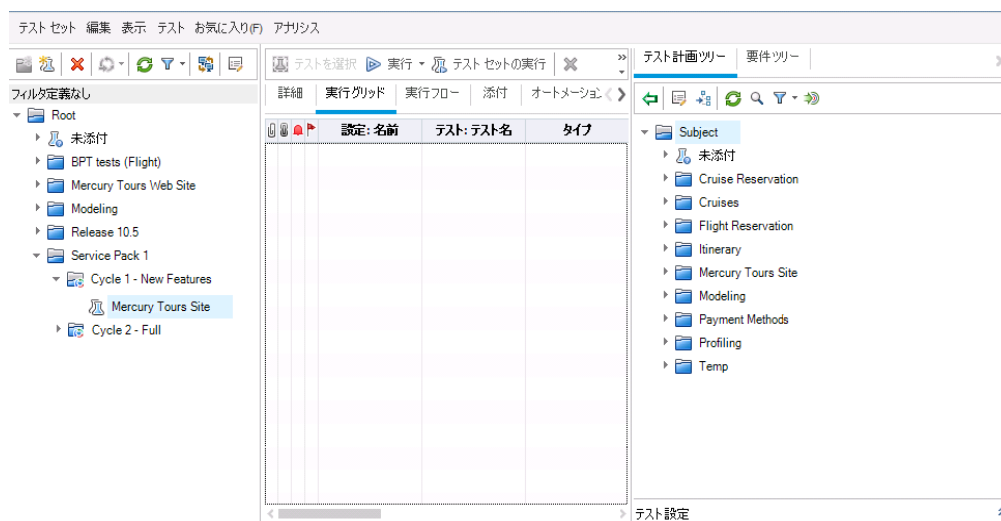 テスト セット 編集 表示 テスト お気に入り(F) アナリシス
フィルタ定義なし
Root
未添付
BPT tests (Flight)
Mercury Tours Web Site
Modeling
Release 10.5
Service Pack 1
Cycle 1 - New Features
Mercury Tours Site
Cycle 2 - Full
テストを選択 実行 テスト セットの実行
詳細 実行グリッド 実行フロー 添付 オートメーション
設定: 名前 テスト: テスト名 タイプ
テスト計画ツリー 要件ツリー
Subject
未添付
Cruise Reservation
Cruises
Flight Reservation
Itinerary
Mercury Tours Site
Modeling
Payment Methods
Profiling
Temp
テスト設定